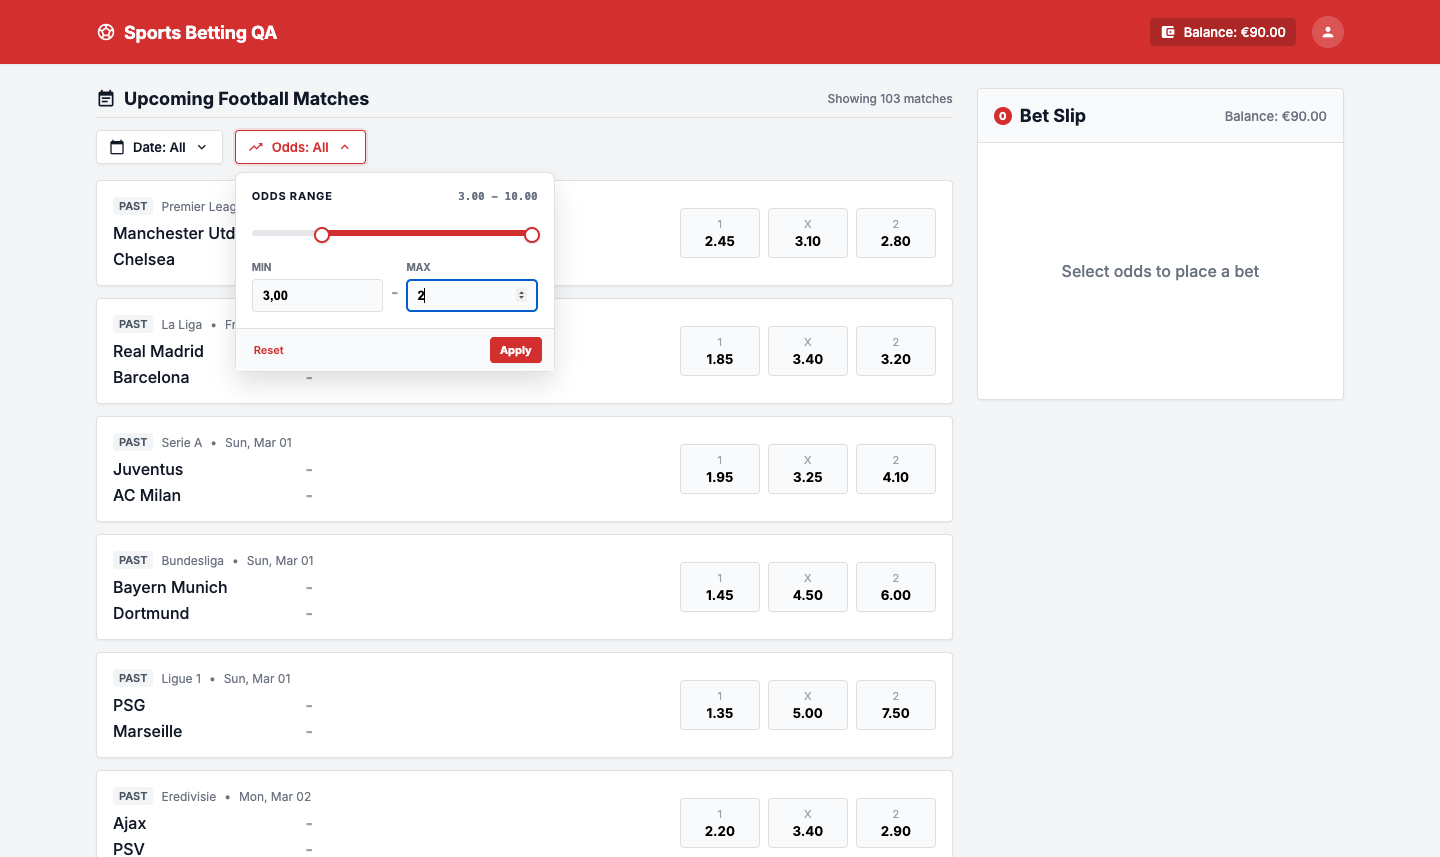 Sports Betting QA
Balance: €90.00
Upcoming Football Matches
Showing 103 matches
Date: All
Odds: All
ODDS RANGE
3.00 – 10.00
MIN
MAX
3,00
–
2
Reset
Apply
PAST Premier Leag
Manchester Utd
Chelsea
1 X 2
2.45 3.10 2.80
PAST La Liga • Fr
Real Madrid
Barcelona -
1 X 2
1.85 3.40 3.20
PAST Serie A • Sun, Mar 01
Juventus -
AC Milan -
1 X 2
1.95 3.25 4.10
PAST Bundesliga • Sun, Mar 01
Bayern Munich -
Dortmund -
1 X 2
1.45 4.50 6.00
PAST Ligue 1 • Sun, Mar 01
PSG -
Marseille -
1 X 2
1.35 5.00 7.50
PAST Eredivisie • Mon, Mar 02
Ajax -
PSV -
1 X 2
2.20 3.40 2.90
0 Bet Slip
Balance: €90.00
Select odds to place a bet